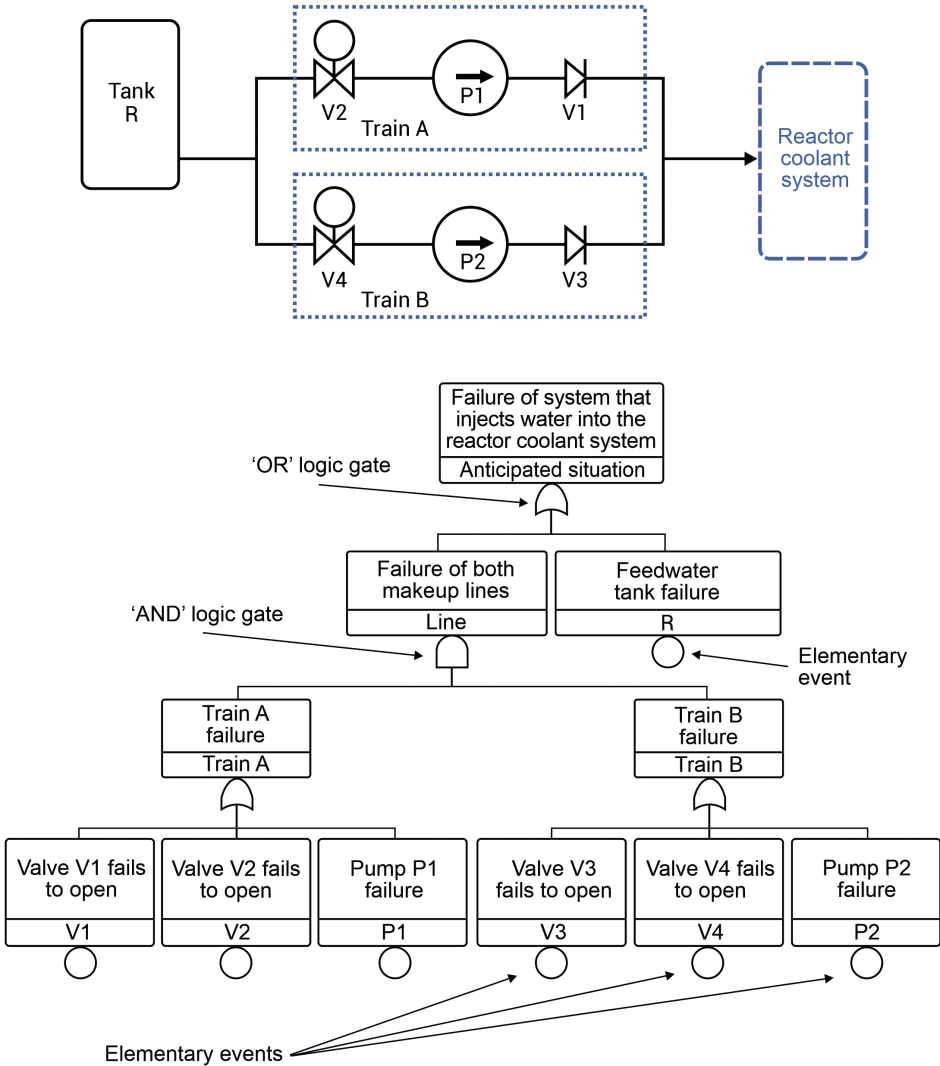 Tank
R
V2
P1
V1
Train A
V4
P2
V3
Train B
Reactor
coolant
system
Failure of system that
injects water into the
reactor coolant system
Anticipated situation
‘OR’ logic gate
Failure of both
makeup lines
Line
Feedwater
tank failure
R
‘AND’ logic gate
Elementary
event
Train A
failure
Train A
Train B
failure
Train B
Valve V1 fails
to open
V1
Valve V2 fails
to open
V2
Pump P1
failure
P1
Valve V3
fails to open
V3
Valve V4 fails
to open
V4
Pump P2
failure
P2
Elementary events